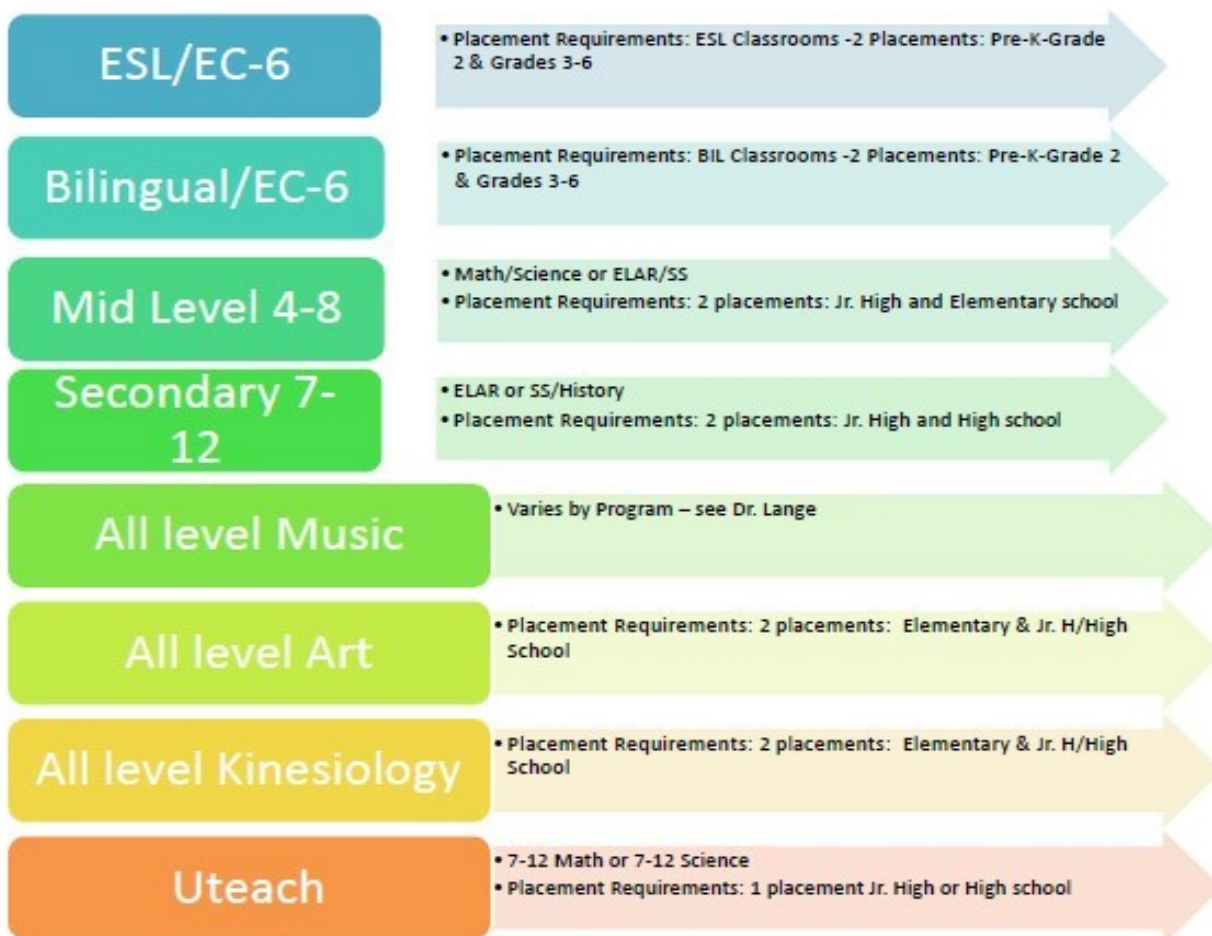 ESL/EC-6
• Placement Requirements: ESL Classrooms -2 Placements: Pre-K-Grade
2 & Grades 3-6
Bilingual/EC-6
• Placement Requirements: BIL Classrooms -2 Placements: Pre-K-Grade 2
& Grades 3-6
Mid Level 4-8
• Math/Science or ELAR/SS
• Placement Requirements: 2 placements: Jr. High and Elementary school
Secondary 7-
12
• ELAR or SS/History
• Placement Requirements: 2 placements: Jr. High and High school
All level Music
• Varies by Program – see Dr. Lange
All level Art
• Placement Requirements: 2 placements: Elementary & Jr. H/High
School
All level Kinesiology
• Placement Requirements: 2 placements: Elementary & Jr. H/High
School
Uteach
• 7-12 Math or 7-12 Science
• Placement Requirements: 1 placement Jr. High or High school